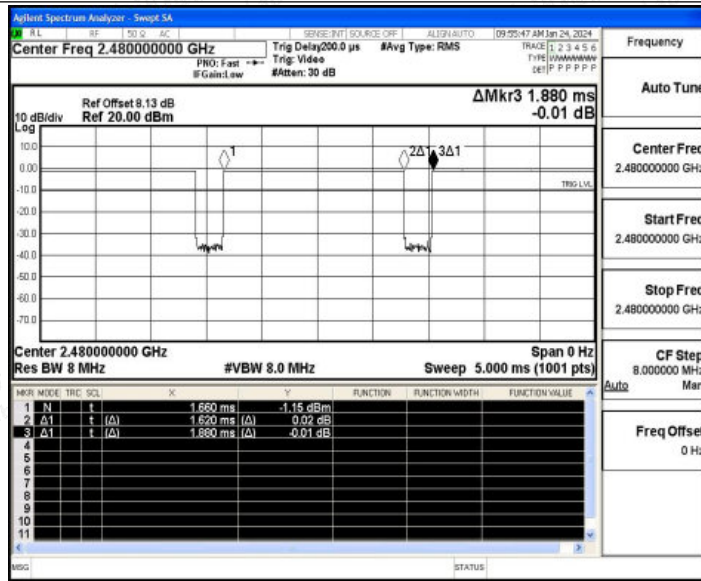 Agilent Spectrum Analyzer - Swept SA
RL RF 50 Ω AC SENSE:INT SOURCE OFF ALIGN AUTO 09:55:47 AM Jan 24, 2024
Center Freq 2.480000000 GHz
PNO: Fast
IFGain:Low
Trig Delay200.0 µs
Trig: Video
#Atten: 30 dB
#Avg Type: RMS
TRACE 1 2 3 4 5 6
TYPE
DET P P P P P P
Frequency
Auto Tune
Center Freq
2.480000000 GHz
Start Freq
2.480000000 GHz
Stop Freq
2.480000000 GHz
CF Step
8.000000 MHz
Auto Man
Freq Offset
0 Hz
ΔMkr3 1.880 ms
-0.01 dB
Ref Offset 8.13 dB
10 dB/div Ref 20.00 dBm
Log
10.0
0.00
-10.0
-20.0
-30.0
-40.0
-50.0
-60.0
-70.0
1
2Δ1
3Δ1
TRIG LVL
Center 2.480000000 GHz Span 0 Hz
Res BW 8 MHz #VBW 8.0 MHz Sweep 5.000 ms (1001 pts)
MKR MODE TRC SCL X Y FUNCTION FUNCTION WIDTH FUNCTION VALUE
1 N t 1.660 ms -1.15 dBm
2 Δ1 t (Δ) 1.620 ms (Δ) 0.02 dB
3 Δ1 t (Δ) 1.880 ms (Δ) -0.01 dB
4
5
6
7
8
9
10
11
MSG STATUS